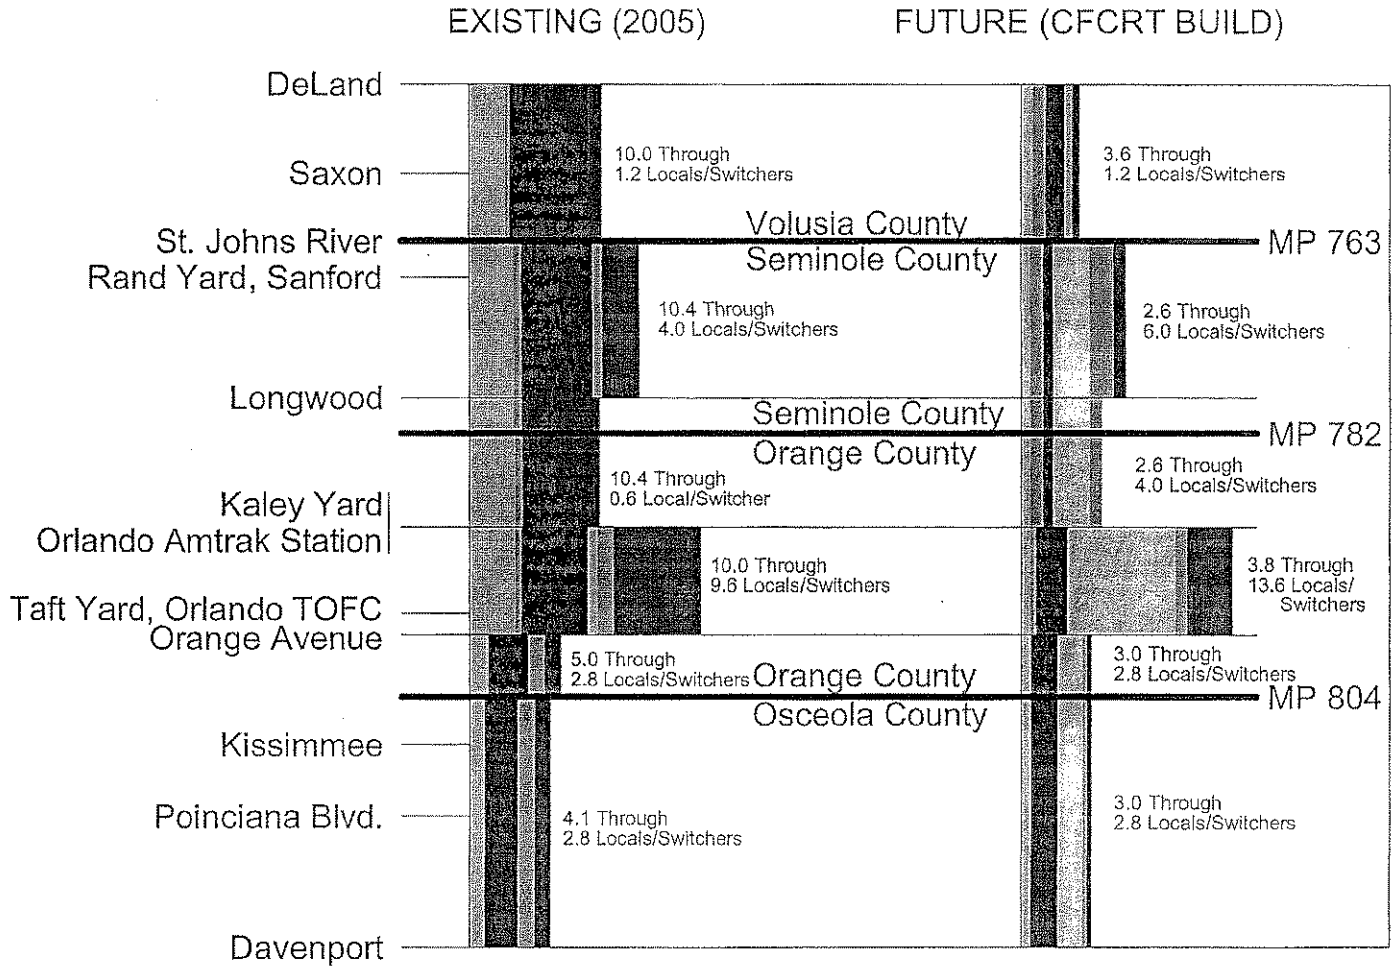 EXISTING (2005)
FUTURE (CFCRT BUILD)
DeLand
Saxon
10.0 Through
1.2 Locals/Switchers
3.6 Through
1.2 Locals/Switchers
St. Johns River
Volusia County
MP 763
Seminole County
Rand Yard, Sanford
10.4 Through
4.0 Locals/Switchers
2.6 Through
6.0 Locals/Switchers
Longwood
Seminole County
MP 782
Orange County
10.4 Through
0.6 Local/Switcher
2.6 Through
4.0 Locals/Switchers
Kaley Yard
Orlando Amtrak Station
10.0 Through
9.6 Locals/Switchers
3.8 Through
13.6 Locals/
Switchers
Taft Yard, Orlando TOFC
Orange Avenue
5.0 Through
2.8 Locals/Switchers
Orange County
3.0 Through
2.8 Locals/Switchers
MP 804
Osceola County
Kissimmee
Poinciana Blvd.
4.1 Through
2.8 Locals/Switchers
3.0 Through
2.8 Locals/Switchers
Davenport